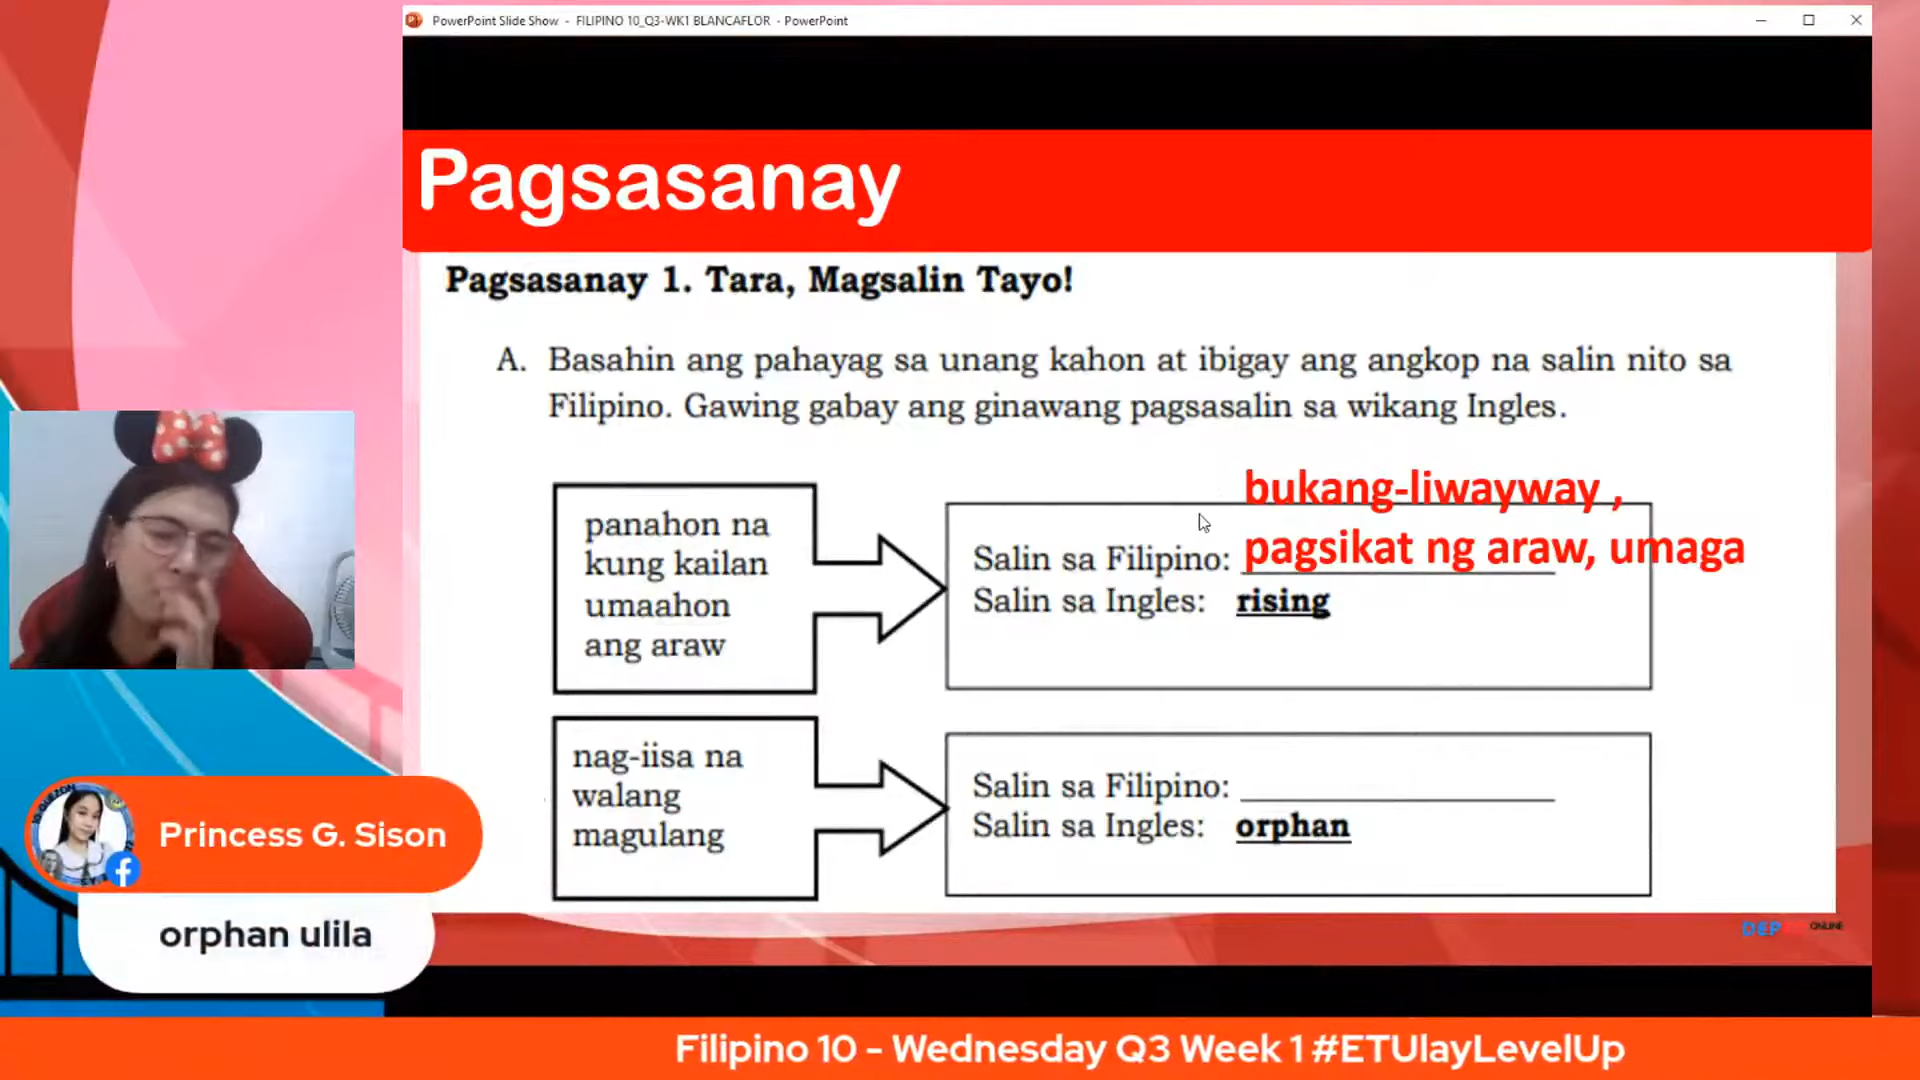 PowerPoint Slide Show - FILIPINO 10_Q3-WK1 BLANCAFLOR - PowerPoint
Pagsasanay
Pagsasanay 1. Tara, Magsalin Tayo!
A. Basahin ang pahayag sa unang kahon at ibigay ang angkop na salin nito sa
Filipino. Gawing gabay ang ginawang pagsasalin sa wikang Ingles.
panahon na
kung kailan
umaahon
ang araw
bukang-liwayway ,
pagsikat ng araw, umaga
Salin sa Filipino:
Salin sa Ingles: rising
nag-iisa na
walang
magulang
Salin sa Filipino:
Salin sa Ingles: orphan
Princess G. Sison
orphan ulila
DEP ONLINE
Filipino 10 - Wednesday Q3 Week 1 #ETUlayLevelUp